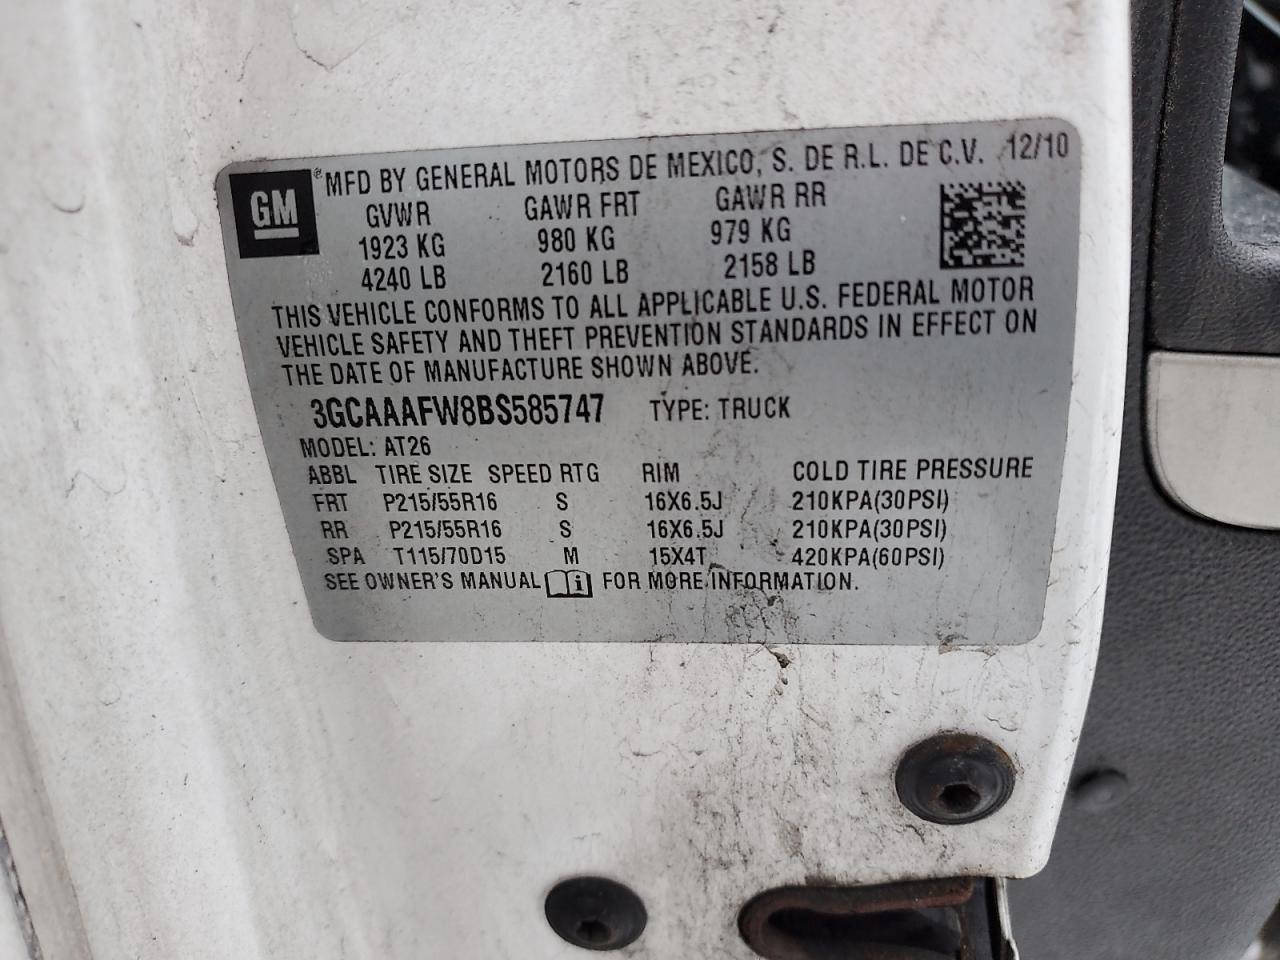 GM
® MFD BY GENERAL MOTORS DE MEXICO, S. DE R.L. DE C.V. 12/10
GVWR GAWR FRT GAWR RR
1923 KG 980 KG 979 KG
4240 LB 2160 LB 2158 LB
THIS VEHICLE CONFORMS TO ALL APPLICABLE U.S. FEDERAL MOTOR
VEHICLE SAFETY AND THEFT PREVENTION STANDARDS IN EFFECT ON
THE DATE OF MANUFACTURE SHOWN ABOVE.
3GCAAAFW8BS585747 TYPE: TRUCK
MODEL: AT26
ABBL TIRE SIZE SPEED RTG RIM COLD TIRE PRESSURE
FRT P215/55R16 S 16X6.5J 210KPA(30PSI)
RR P215/55R16 S 16X6.5J 210KPA(30PSI)
SPA T115/70D15 M 15X4T 420KPA(60PSI)
SEE OWNER'S MANUAL i FOR MORE INFORMATION.